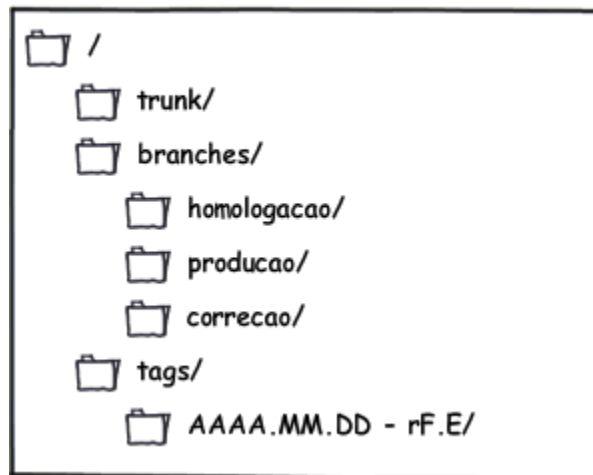 /
trunk/
branches/
homologacao/
producao/
correcao/
tags/
AAAA.MM.DD - rF.E/